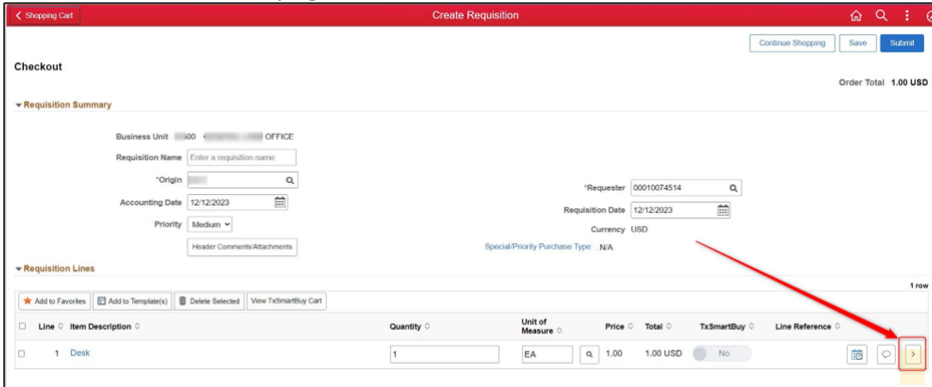 Shopping Cart
Create Requisition
Continue Shopping Save Submit
Checkout
Order Total 1.00 USD
Requisition Summary
Business Unit 00 OFFICE
Requisition Name Enter a requisition name
*Origin
*Requester 00010074514
Accounting Date 12/12/2023
Requisition Date 12/12/2023
Priority Medium
Currency USD
Header Comments/Attachments
Special/Priority Purchase Type N/A
Requisition Lines
1 row
Add to Favorites Add to Template(s) Delete Selected View TxSmartBuy Cart
Line Item Description Quantity Unit of Measure Price Total TxSmartBuy Line Reference
1 Desk 1 EA 1.00 1.00 USD No